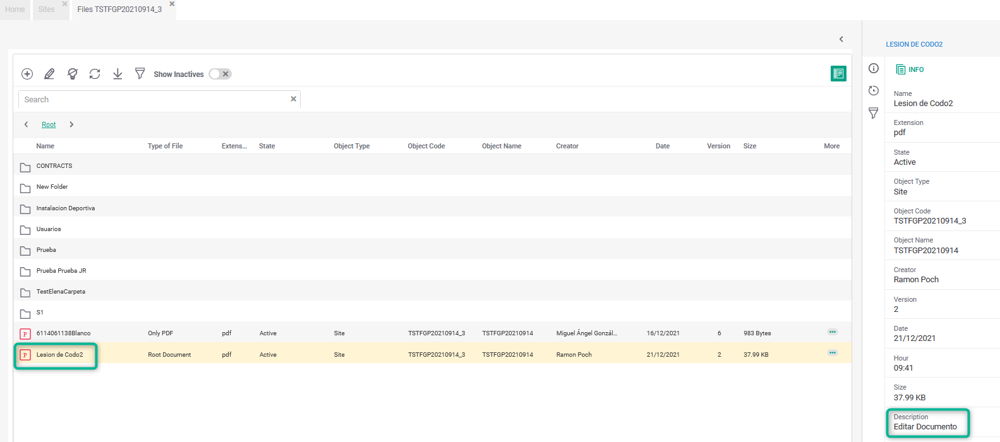 Home
Sites
Files TSTFGP20210914_3
Show Inactives
Search
Root
Name Type of File Extens... State Object Type Object Code Object Name Creator Date Version Size More
CONTRACTS
New Folder
Instalacion Deportiva
Usuarios
Prueba
Prueba Prueba JR
TestElenaCarpeta
S1
P 6114061138Blanco Only PDF pdf Active Site TSTFGP20210914_3 TSTFGP20210914 Miguel Ángel Gonzál... 16/12/2021 6 983 Bytes
P Lesion de Codo2 Root Document pdf Active Site TSTFGP20210914_3 TSTFGP20210914 Ramon Poch 21/12/2021 2 37.99 KB
LESION DE CODO2
INFO
Name
Lesion de Codo2
Extension
pdf
State
Active
Object Type
Site
Object Code
TSTFGP20210914_3
Object Name
TSTFGP20210914
Creator
Ramon Poch
Version
2
Date
21/12/2021
Hour
09:41
Size
37.99 KB
Description
Editar Documento